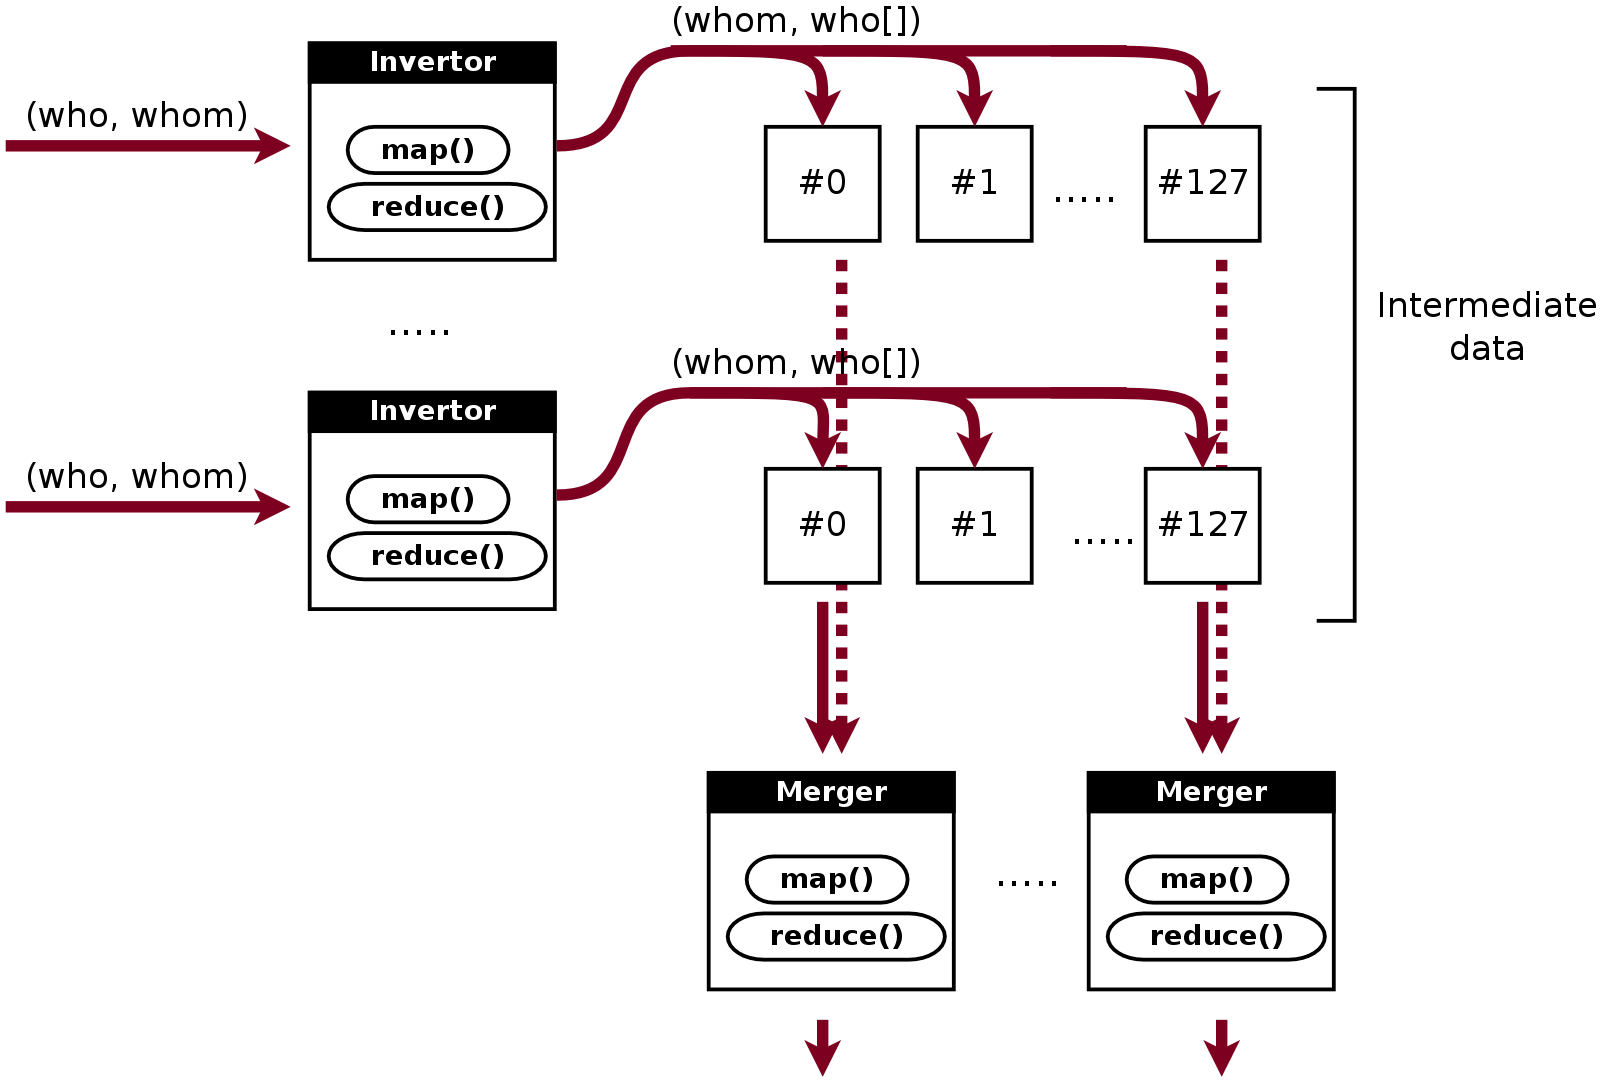 (whom, who[])
Invertor
(who, whom)
map()
reduce()
#0
#1
.....
#127
.....
Intermediate
data
(whom, who[])
Invertor
(who, whom)
map()
reduce()
#0
#1
.....
#127
Merger
map()
reduce()
.....
Merger
map()
reduce()